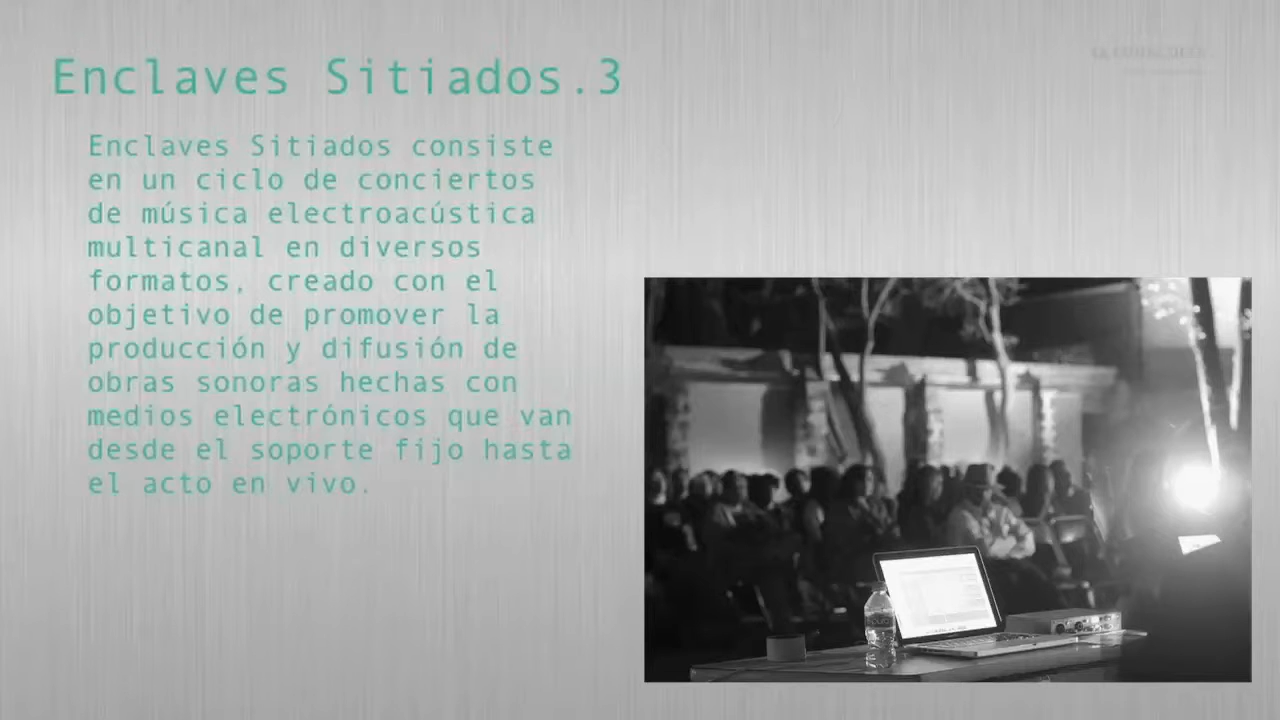 Enclaves Sitiados.3
Enclaves Sitiados consiste
en un ciclo de conciertos
de música electroacústica
multicanal en diversos
formatos, creado con el
objetivo de promover la
producción y difusión de
obras sonoras hechas con
medios electrónicos que van
desde el soporte fijo hasta
el acto en vivo.